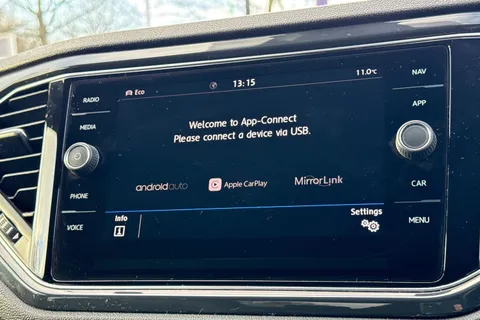 RADIO
MEDIA
PHONE
VOICE
Eco
13:15
11.0°C
Welcome to App-Connect
Please connect a device via USB.
androidauto
Apple CarPlay
MirrorLink
Info
Settings
NAV
APP
CAR
MENU